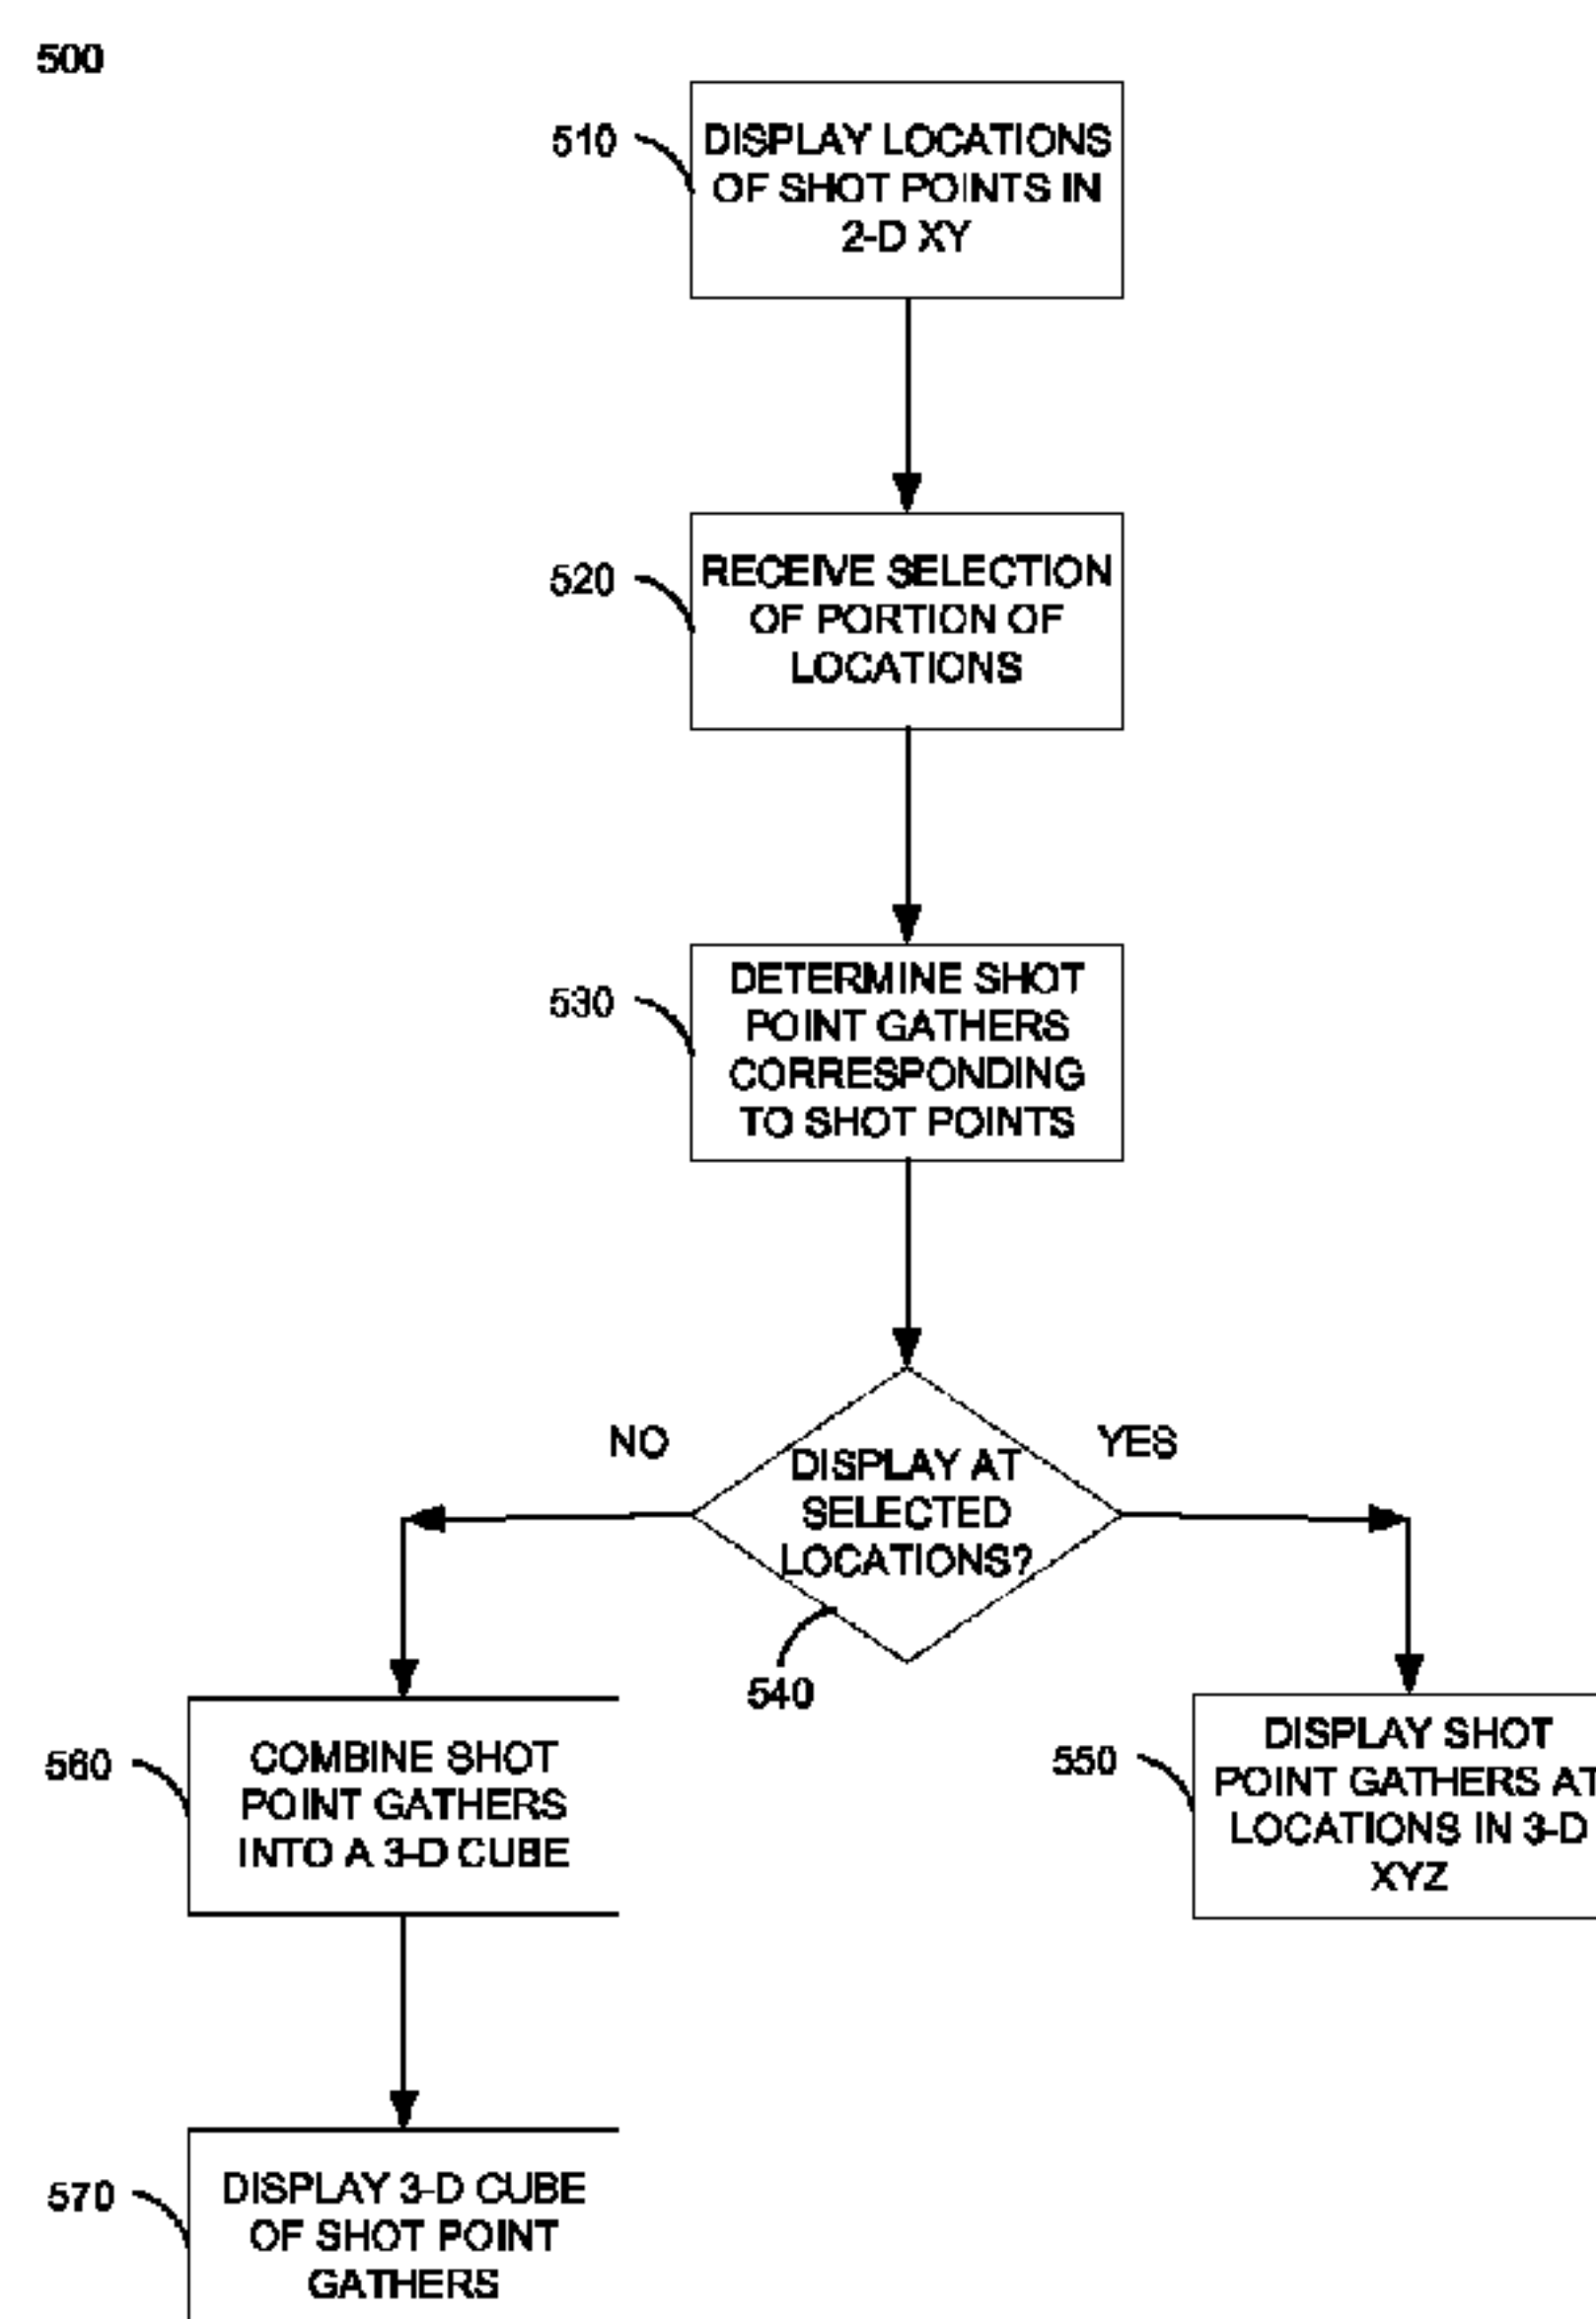 500
510
DISPLAY LOCATIONS
OF SHOT POINTS IN
2-D XY
520
RECEIVE SELECTION
OF PORTION OF
LOCATIONS
530
DETERMINE SHOT
POINT GATHERS
CORRESPONDING
TO SHOT POINTS
NO
YES
DISPLAY AT
SELECTED
LOCATIONS?
540
560
COMBINE SHOT
POINT GATHERS
INTO A 3-D CUBE
550
DISPLAY SHOT
POINT GATHERS AT
LOCATIONS IN 3-D
XYZ
570
DISPLAY 3-D CUBE
OF SHOT POINT
GATHERS